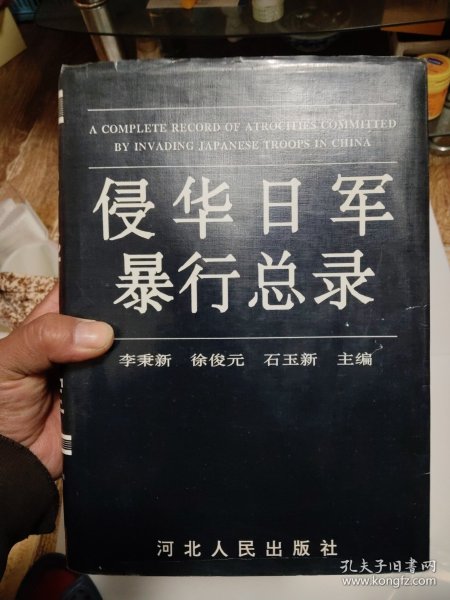 A COMPLETE RECORD OF ATROCITIES COMMITTED
BY INVADING JAPANESE TROOPS IN CHINA
侵华日军
暴行总录
李秉新 徐俊元 石玉新 主编
河北人民出版社
孔夫子旧书网
www.kongfz.com